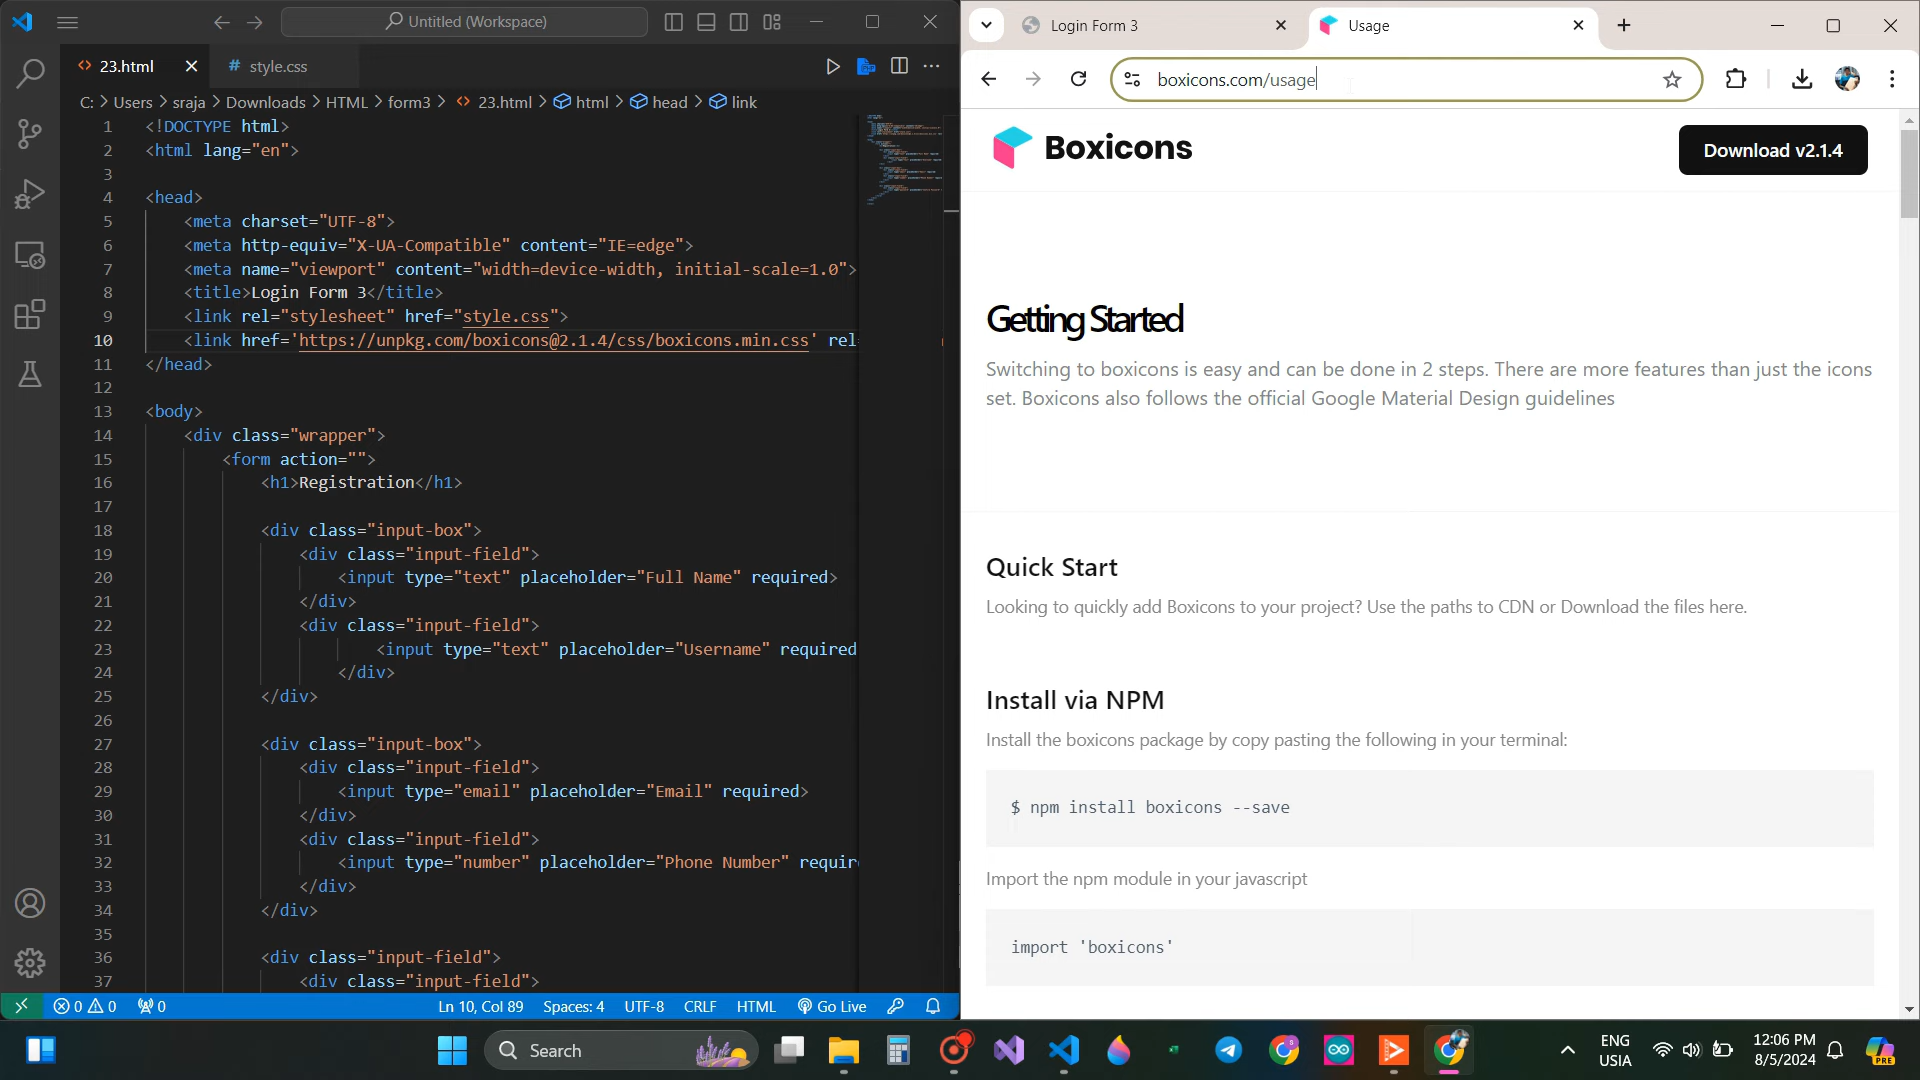 Untitled (Workspace)
23.html
# style.css
C: > Users > sraja > Downloads > HTML > form3 > <> 23.html > html > head > link
1 <!DOCTYPE html>
2 <html lang="en">
3
4 <head>
5 <meta charset="UTF-8">
6 <meta http-equiv="X-UA-Compatible" content="IE=edge">
7 <meta name="viewport" content="width=device-width, initial-scale=1.0">
8 <title>Login Form 3</title>
9 <link rel="stylesheet" href="style.css">
10 <link href='https://unpkg.com/boxicons@2.1.4/css/boxicons.min.css' rel=
11 </head>
12
13 <body>
14 <div class="wrapper">
15 <form action="">
16 <h1>Registration</h1>
17
18 <div class="input-box">
19 <div class="input-field">
20 <input type="text" placeholder="Full Name" required>
21 </div>
22 <div class="input-field">
23 <input type="text" placeholder="Username" required
24 </div>
25 </div>
26
27 <div class="input-box">
28 <div class="input-field">
29 <input type="email" placeholder="Email" required>
30 </div>
31 <div class="input-field">
32 <input type="number" placeholder="Phone Number" requir
33 </div>
34 </div>
35
36 <div class="input-field">
37 <div class="input-field">
0 0 0
Ln 10, Col 89 Spaces: 4 UTF-8 CRLF HTML Go Live
Login Form 3
Usage
boxicons.com/usage
Boxicons
Download v2.1.4
Getting Started
Switching to boxicons is easy and can be done in 2 steps. There are more features than just the icons
set. Boxicons also follows the official Google Material Design guidelines
Quick Start
Looking to quickly add Boxicons to your project? Use the paths to CDN or Download the files here.
Install via NPM
Install the boxicons package by copy pasting the following in your terminal:
$ npm install boxicons --save
Import the npm module in your javascript
import 'boxicons'
Search
ENG
USIA
12:06 PM
8/5/2024
PRE